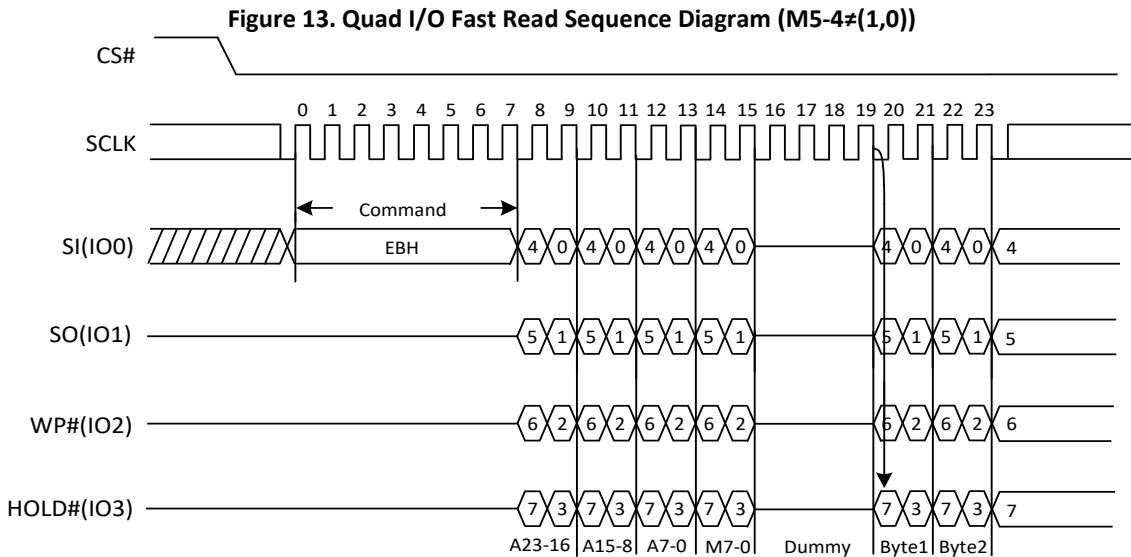 Figure 13. Quad I/O Fast Read Sequence Diagram (M5-4≠(1,0))
CS#
0 1 2 3 4 5 6 7 8 9 10 11 12 13 14 15 16 17 18 19 20 21 22 23
SCLK
Command
SI(IO0) EBH 4 0 4 0 4 0 4 0 4 0 4 0 4
SO(IO1) 5 1 5 1 5 1 5 1 5 1 5 1 5
WP#(IO2) 6 2 6 2 6 2 6 2 6 2 6 2 6
HOLD#(IO3) 7 3 7 3 7 3 7 3 7 3 7 3 7
A23-16 A15-8 A7-0 M7-0 Dummy Byte1 Byte2